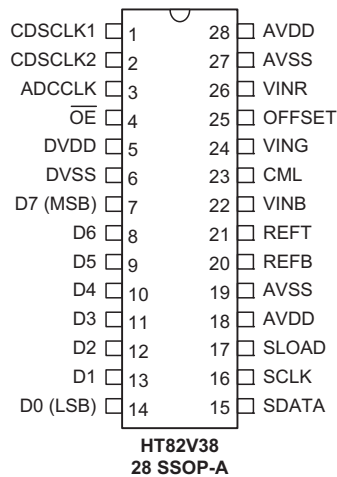 CDSCLK1 1 28 AVDD
CDSCLK2 2 27 AVSS
ADCCLK 3 26 VINR
OE 4 25 OFFSET
DVDD 5 24 VING
DVSS 6 23 CML
D7 (MSB) 7 22 VINB
D6 8 21 REFT
D5 9 20 REFB
D4 10 19 AVSS
D3 11 18 AVDD
D2 12 17 SLOAD
D1 13 16 SCLK
D0 (LSB) 14 15 SDATA
HT82V38
28 SSOP-A